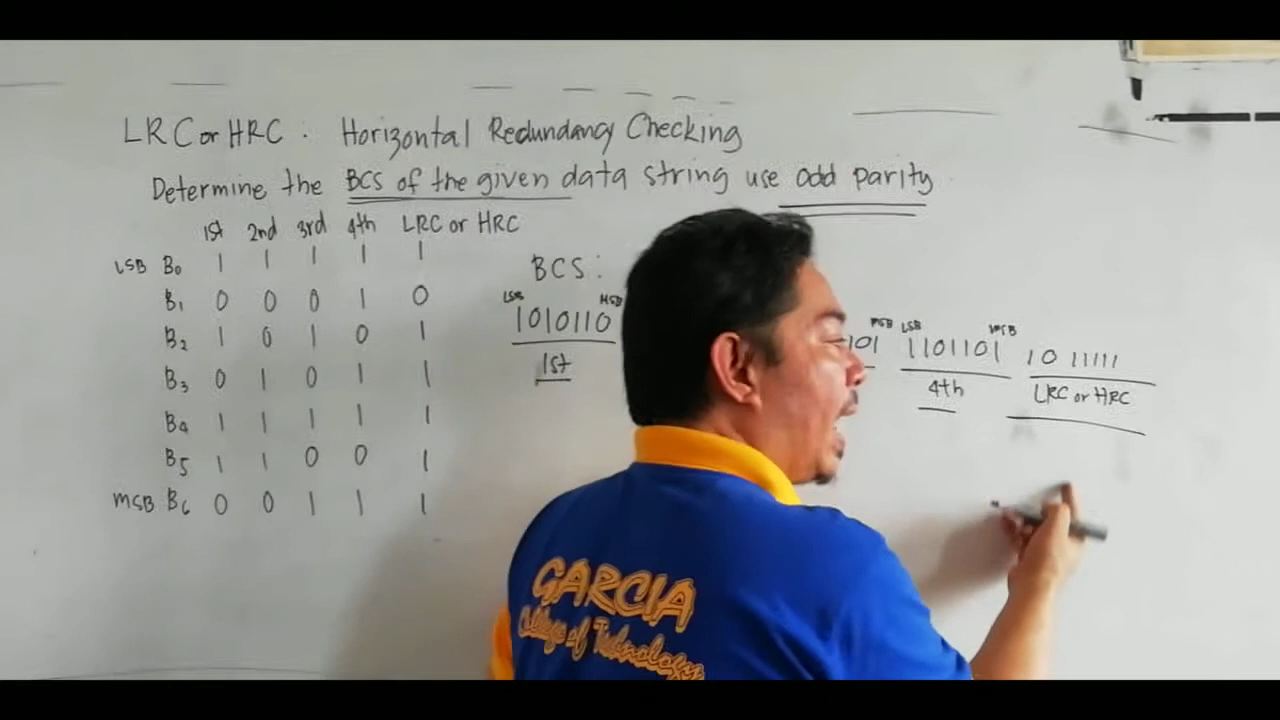 LRC or HRC : Horizontal Redundancy Checking
Determine the BCS of the given data string use odd parity
1st 2nd 3rd 4th LRC or HRC
LSB B0 1 1 1 1 1
B1 0 0 0 1 0
B2 1 0 1 0 1
B3 0 1 0 1 1
B4 1 1 1 1 1
B5 1 1 0 0 1
MSB B6 0 0 1 1 1
BCS :
LSB MSB MSB LSB MSB
1010110 101 1101101 1011111
1st 4th LRC or HRC
GARCIA
College of Technology